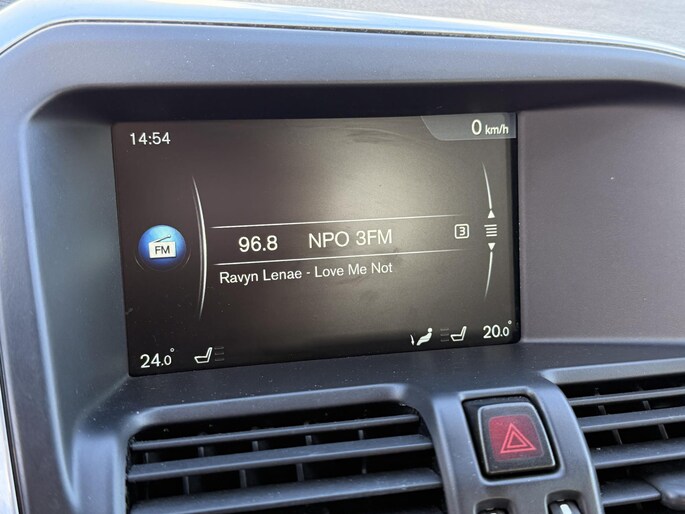 14:54
0 km/h
FM
96.8 NPO 3FM 3
Ravyn Lenae - Love Me Not
24.0°
20.0°